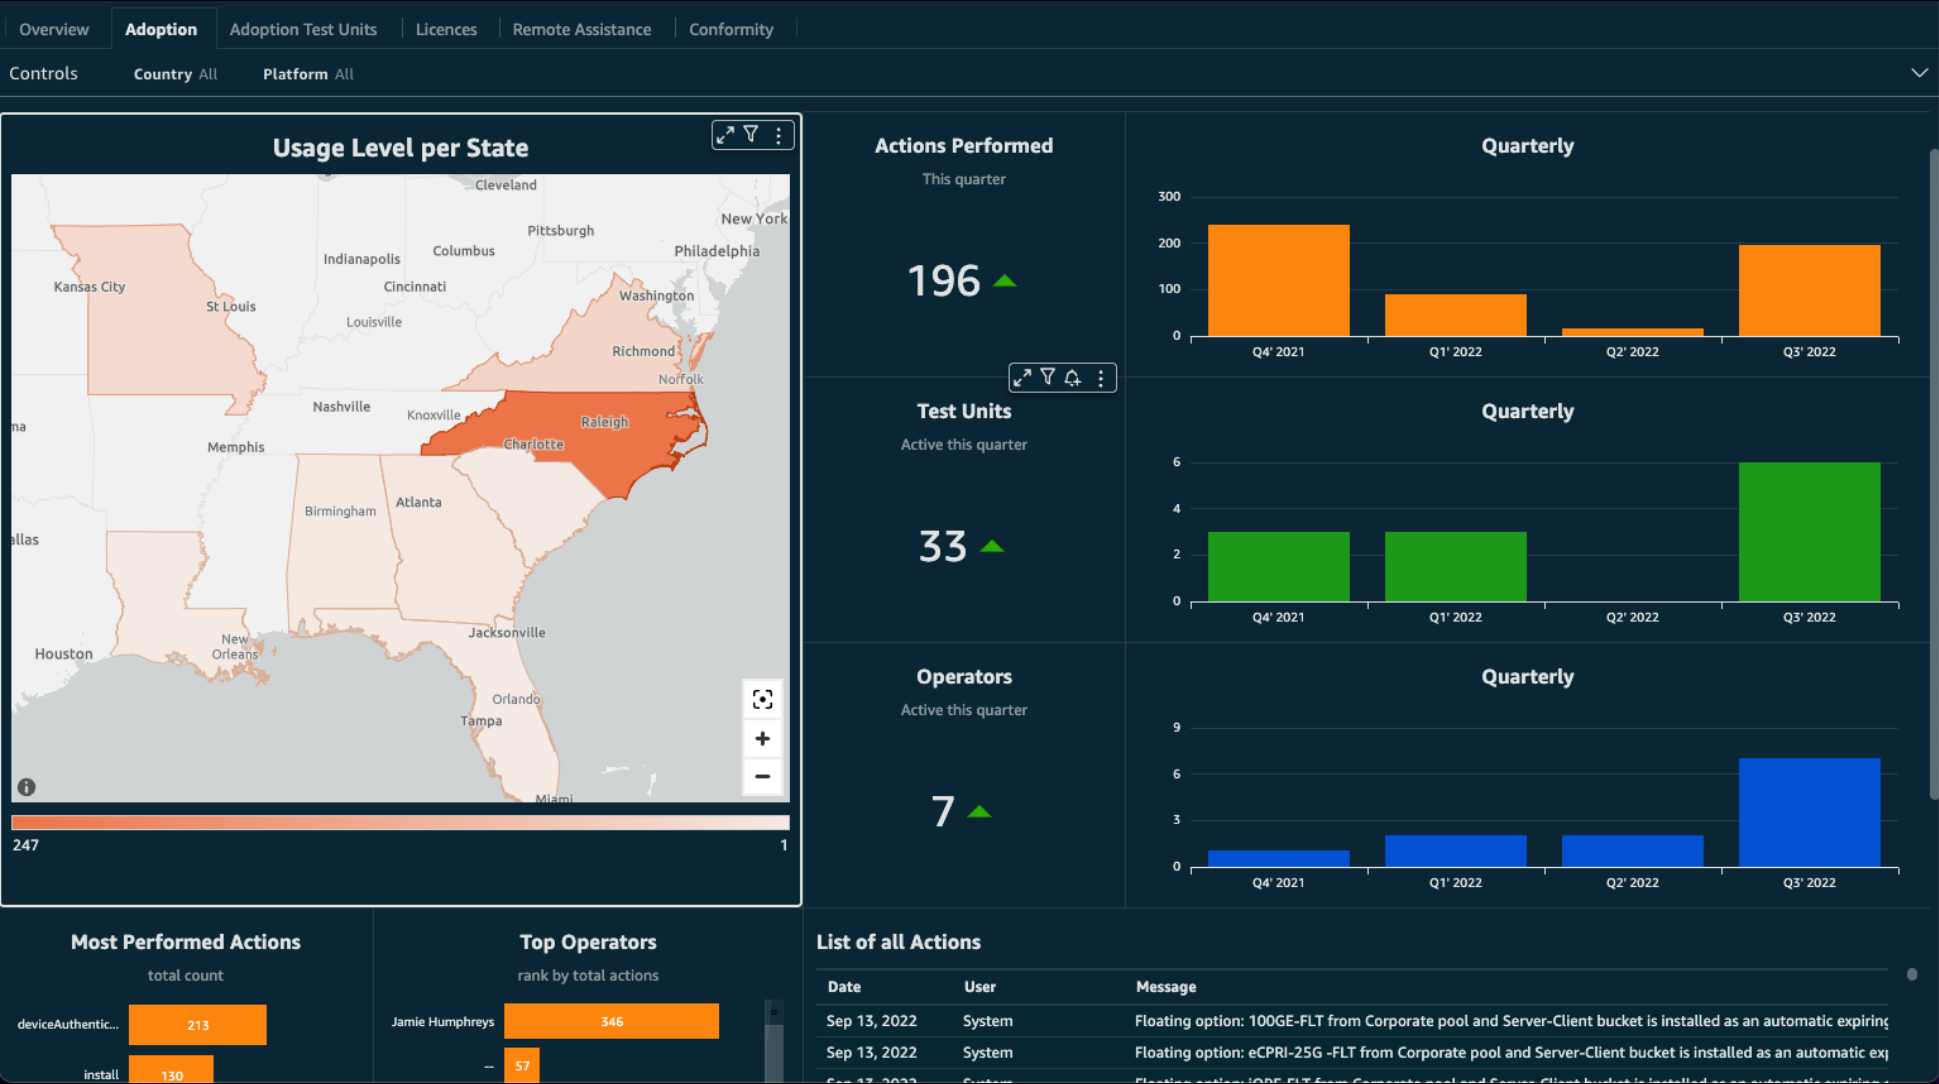 Overview
Adoption
Adoption Test Units
Licences
Remote Assistance
Conformity
Controls
Country All
Platform All
Usage Level per State
Cleveland
New York
Pittsburgh
Columbus
Philadelphia
Indianapolis
Kansas City
Cincinnati
Washington
St Louis
Louisville
Richmond
Norfolk
Nashville
Knoxville
Raleigh
ma
Memphis
Charlotte
Birmingham
Atlanta
allas
Jacksonville
New
Orleans
Houston
Orlando
Tampa
Miami
247
1
Actions Performed
This quarter
196
Quarterly
300
200
100
0
Q4' 2021
Q1' 2022
Q2' 2022
Q3' 2022
Test Units
Active this quarter
33
Quarterly
6
4
2
0
Q4' 2021
Q1' 2022
Q2' 2022
Q3' 2022
Operators
Active this quarter
7
Quarterly
9
6
3
0
Q4' 2021
Q1' 2022
Q2' 2022
Q3' 2022
Most Performed Actions
total count
deviceAuthentic... 213
install 130
Top Operators
rank by total actions
Jamie Humphreys 346
-- 57
List of all Actions
Date User Message
Sep 13, 2022 System Floating option: 100GE-FLT from Corporate pool and Server-Client bucket is installed as an automatic expiring
Sep 13, 2022 System Floating option: eCPRI-25G -FLT from Corporate pool and Server-Client bucket is installed as an automatic exp